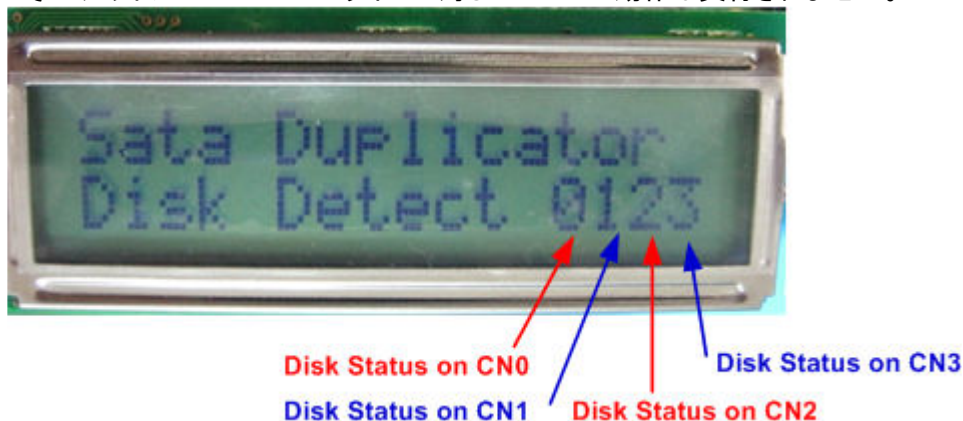 Sata Duplicator
Disk Detect 0123
Disk Status on CN0
Disk Status on CN3
Disk Status on CN1
Disk Status on CN2